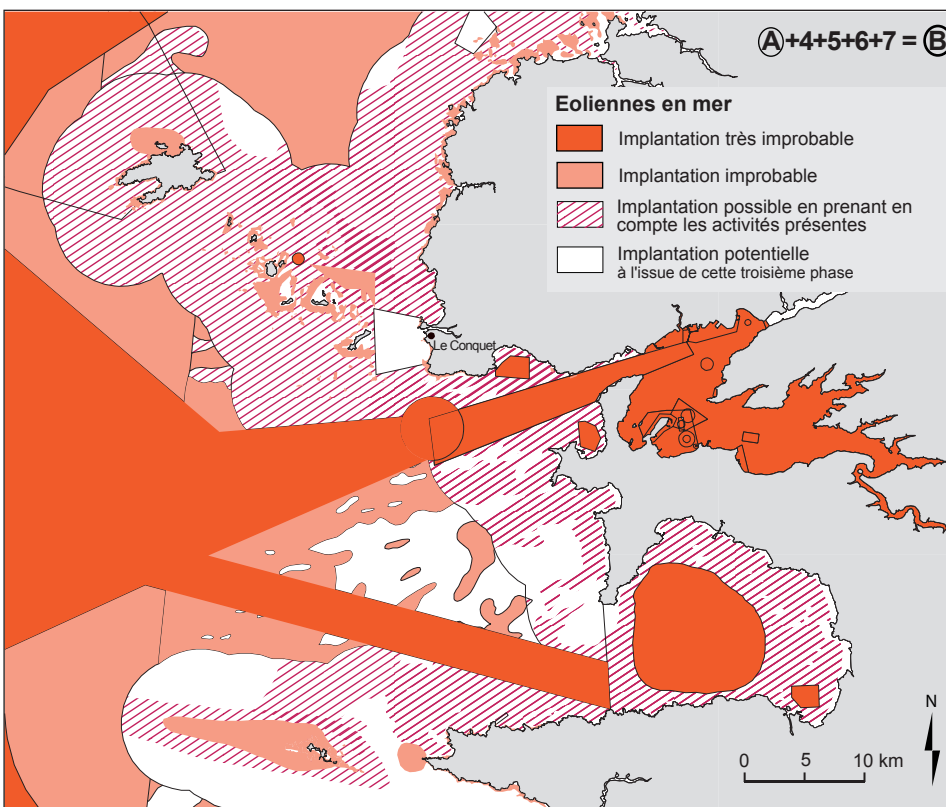 Ⓐ+4+5+6+7 = Ⓑ
Eoliennes en mer
Implantation très improbable
Implantation improbable
Implantation possible en prenant en
compte les activités présentes
Implantation potentielle
à l'issue de cette troisième phase
Le Conquet
N
0 5 10 km